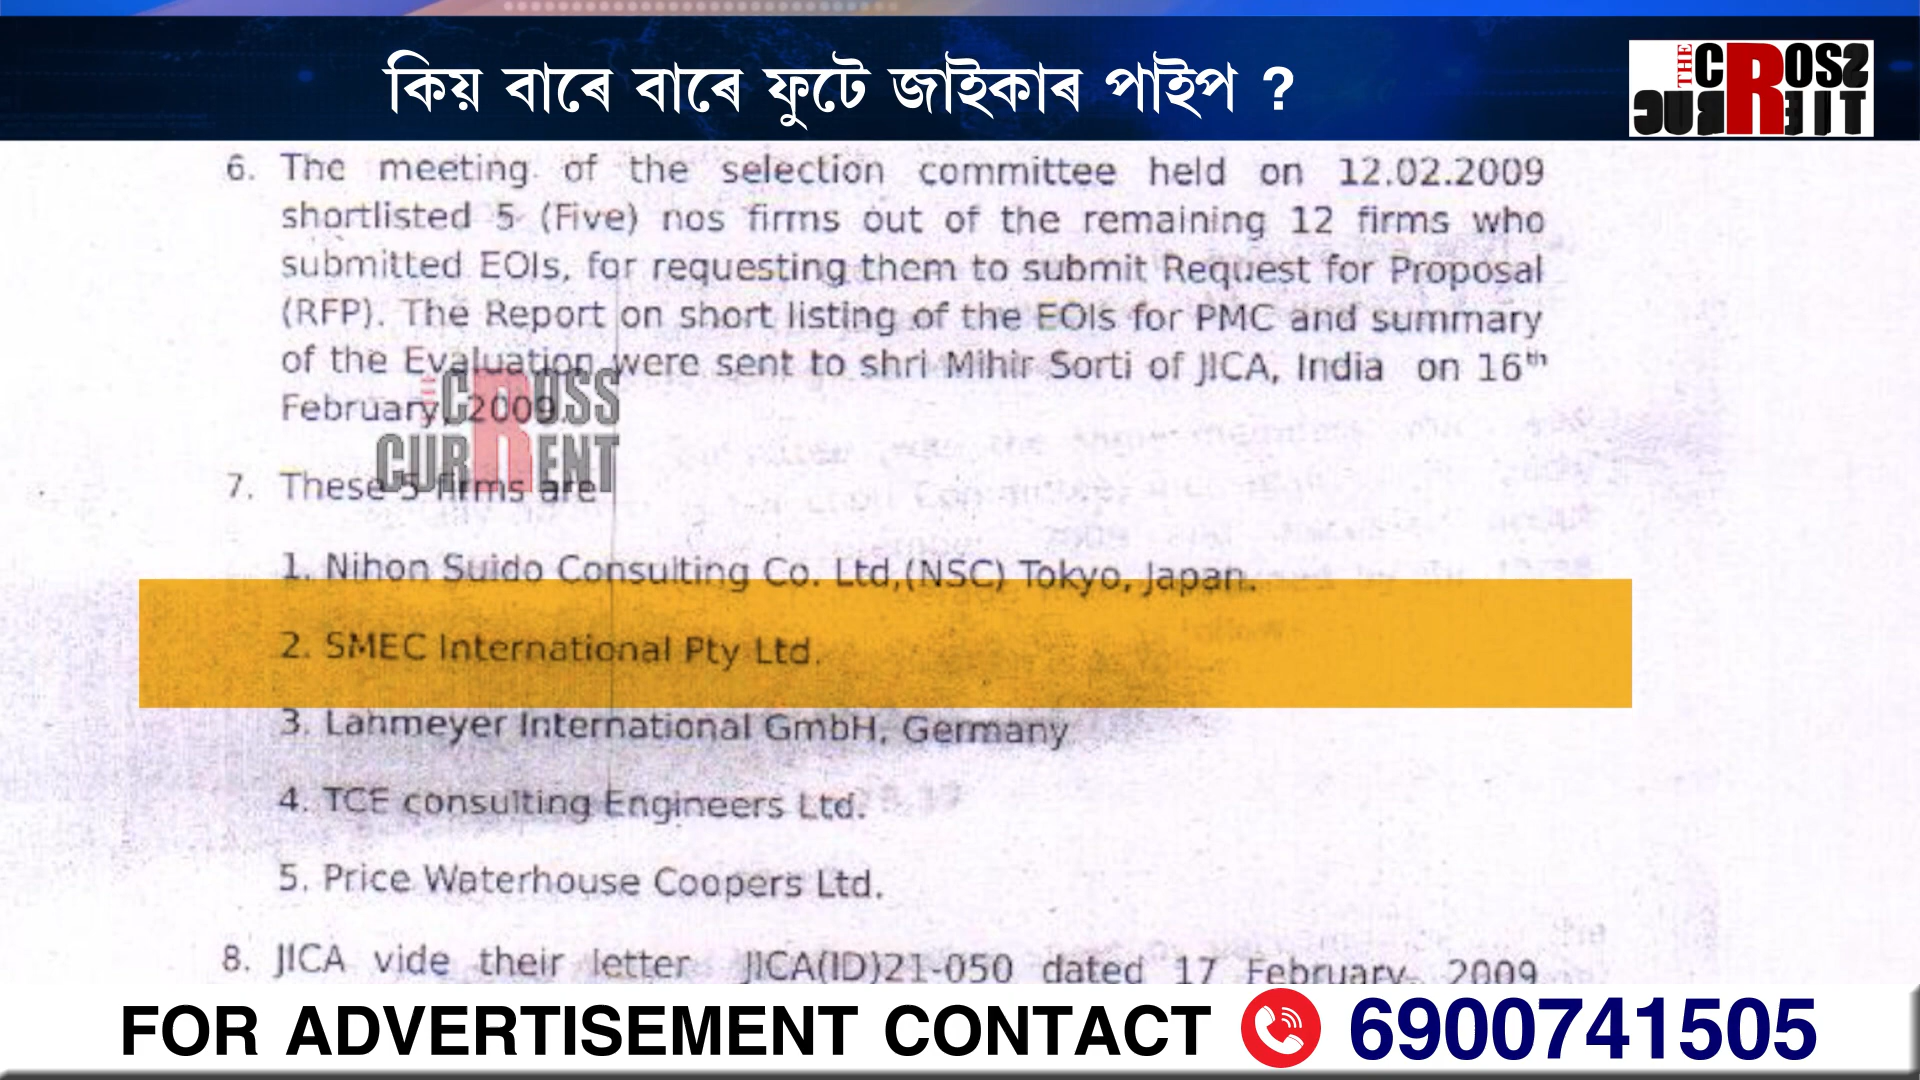 কিয় বাৰে বাৰে ফুটে জাইকাৰ পাইপ ?
THE CROSS
CURRENT
6. The meeting of the selection committee held on 12.02.2009
shortlisted 5 (Five) nos firms out of the remaining 12 firms who
submitted EOIs, for requesting them to submit Request for Proposal
(RFP). The Report on short listing of the EOIs for PMC and summary
of the Evaluation were sent to shri Mihir Sorti of JICA, India on 16th
February, 2009.
THE CROSS
CURRENT
7. These 5 firms are
1. Nihon Suido Consulting Co. Ltd,(NSC) Tokyo, Japan.
2. SMEC International Pty Ltd.
3. Lahmeyer International GmbH, Germany
4. TCE consulting Engineers Ltd.
5. Price Waterhouse Coopers Ltd.
8. JICA vide their letter JICA(ID)21-050 dated 17 February, 2009
FOR ADVERTISEMENT CONTACT 6900741505